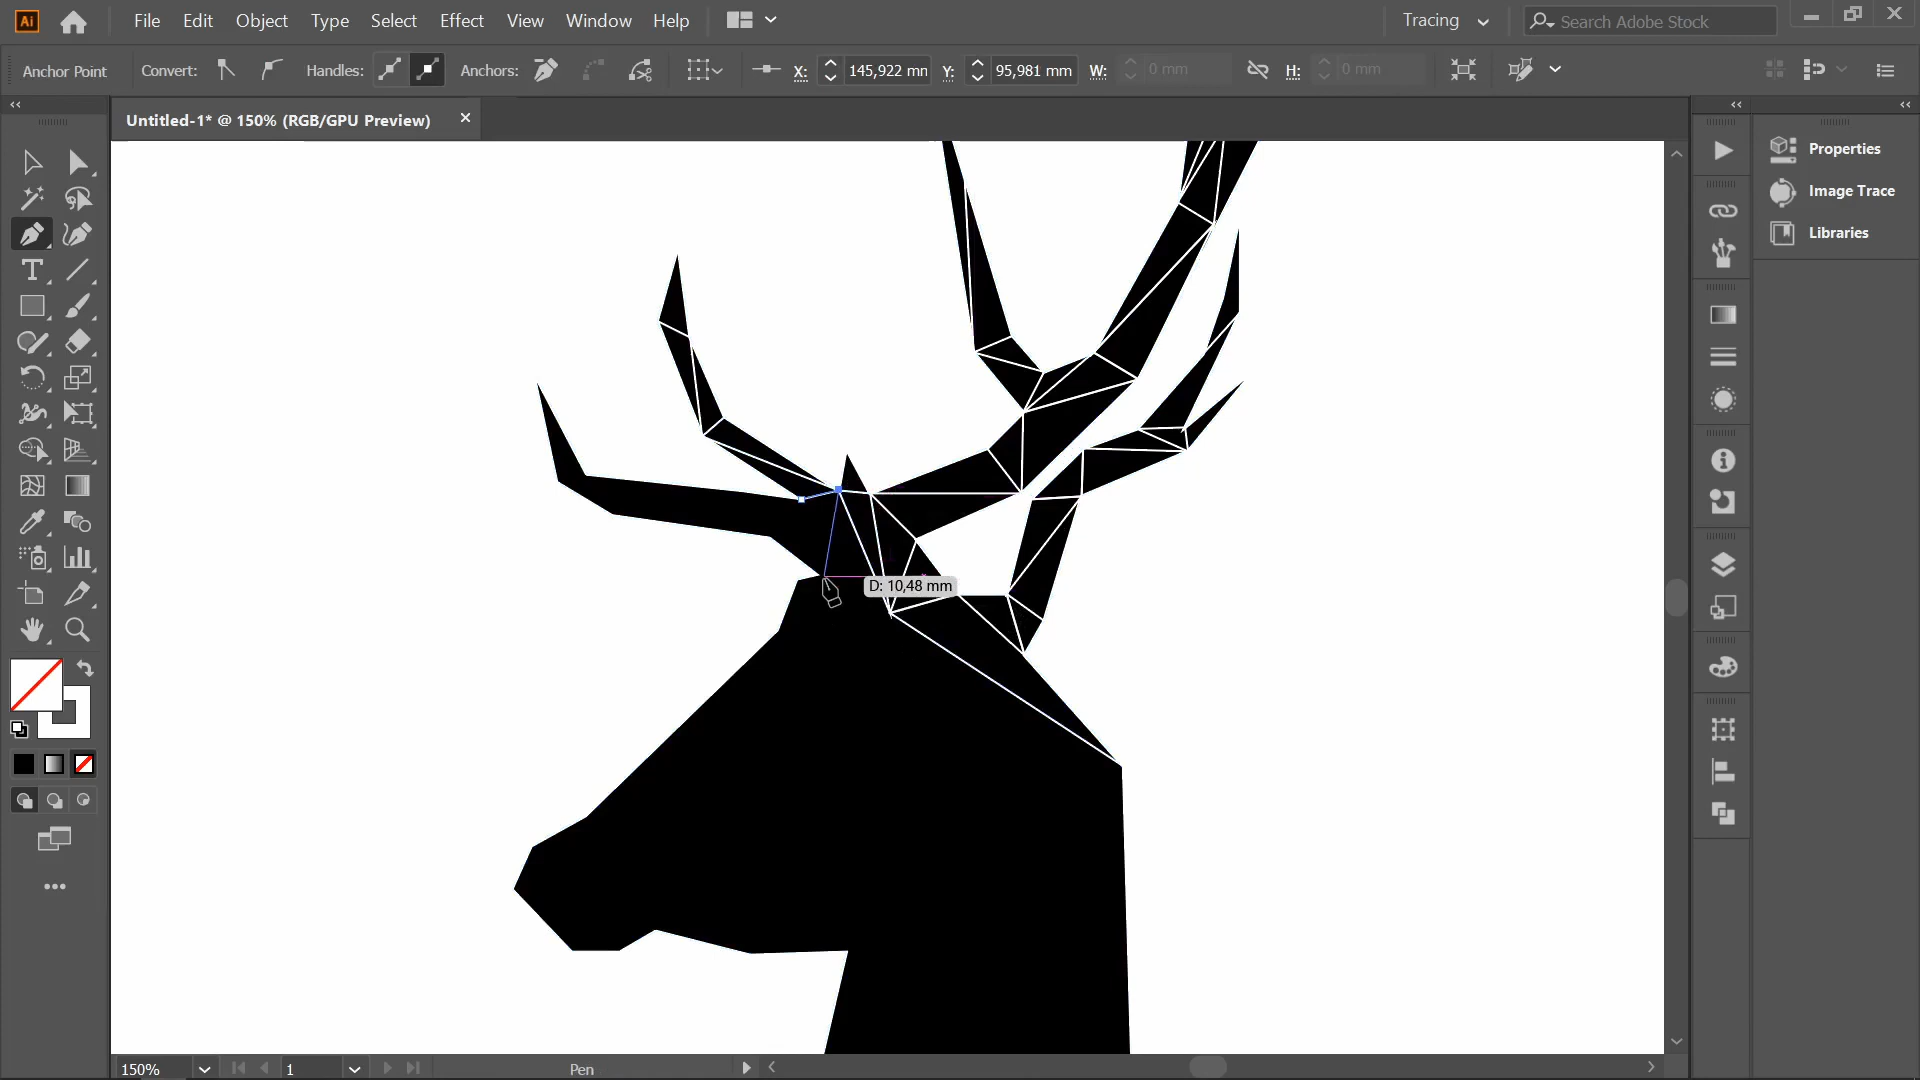 Ai File Edit Object Type Select Effect View Window Help Tracing Search Adobe Stock
Anchor Point Convert: Handles: Anchors: X: 145,922 mm Y: 95,981 mm W: 0 mm H: 0 mm
Untitled-1* @ 150% (RGB/GPU Preview)
Properties
Image Trace
Libraries
D: 10,48 mm
150% 1 Pen